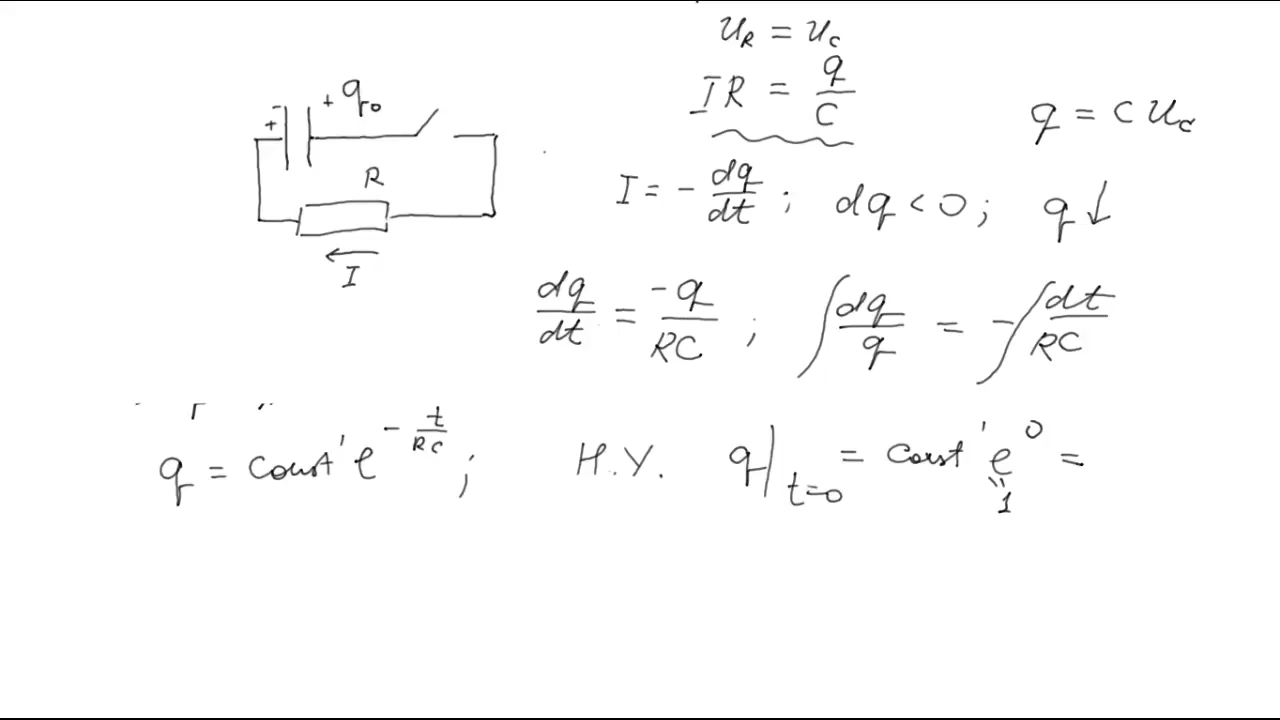 U_R = U_C
IR = q/C
q = C U_C
- + + q_0
R
I
I = - dq/dt ; dq < 0 ; q ↓
dq/dt = -q/RC ; ∫ dq/q = -∫ dt/RC
q = const' e^{-t/RC} ; Н.У. q|_{t=0} = const' e^0 =
1